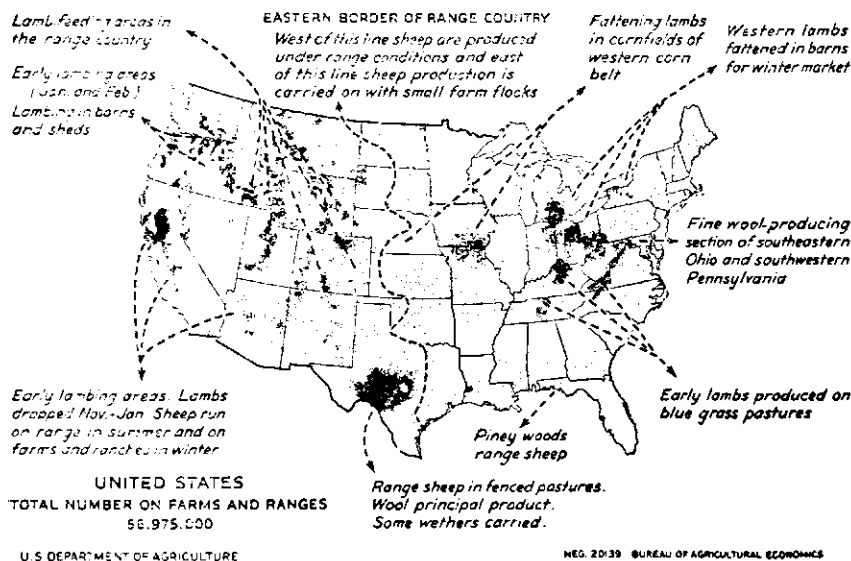 Lamb feeding areas in
the range country
Early lambing areas
(Jan. and Feb.)
Lambing in barns
and sheds
EASTERN BORDER OF RANGE COUNTRY
West of this line sheep are produced
under range conditions and east
of this line sheep production is
carried on with small farm flocks
Fattening lambs
in cornfields of
western corn
belt
Western lambs
fattened in barns
for winter market
Fine wool-producing
section of southeastern
Ohio and southwestern
Pennsylvania
Early lambing areas. Lambs
dropped Nov.-Jan. Sheep run
on range in summer and on
farms and ranches in winter
Piney woods
range sheep
Early lambs produced on
blue grass pastures
UNITED STATES
TOTAL NUMBER ON FARMS AND RANGES
Range sheep in fenced pastures.
Wool principal product.
Some wethers carried.
U.S DEPARTMENT OF AGRICULTURE
NEG. 20139 BUREAU OF AGRICULTURAL ECONOMICS